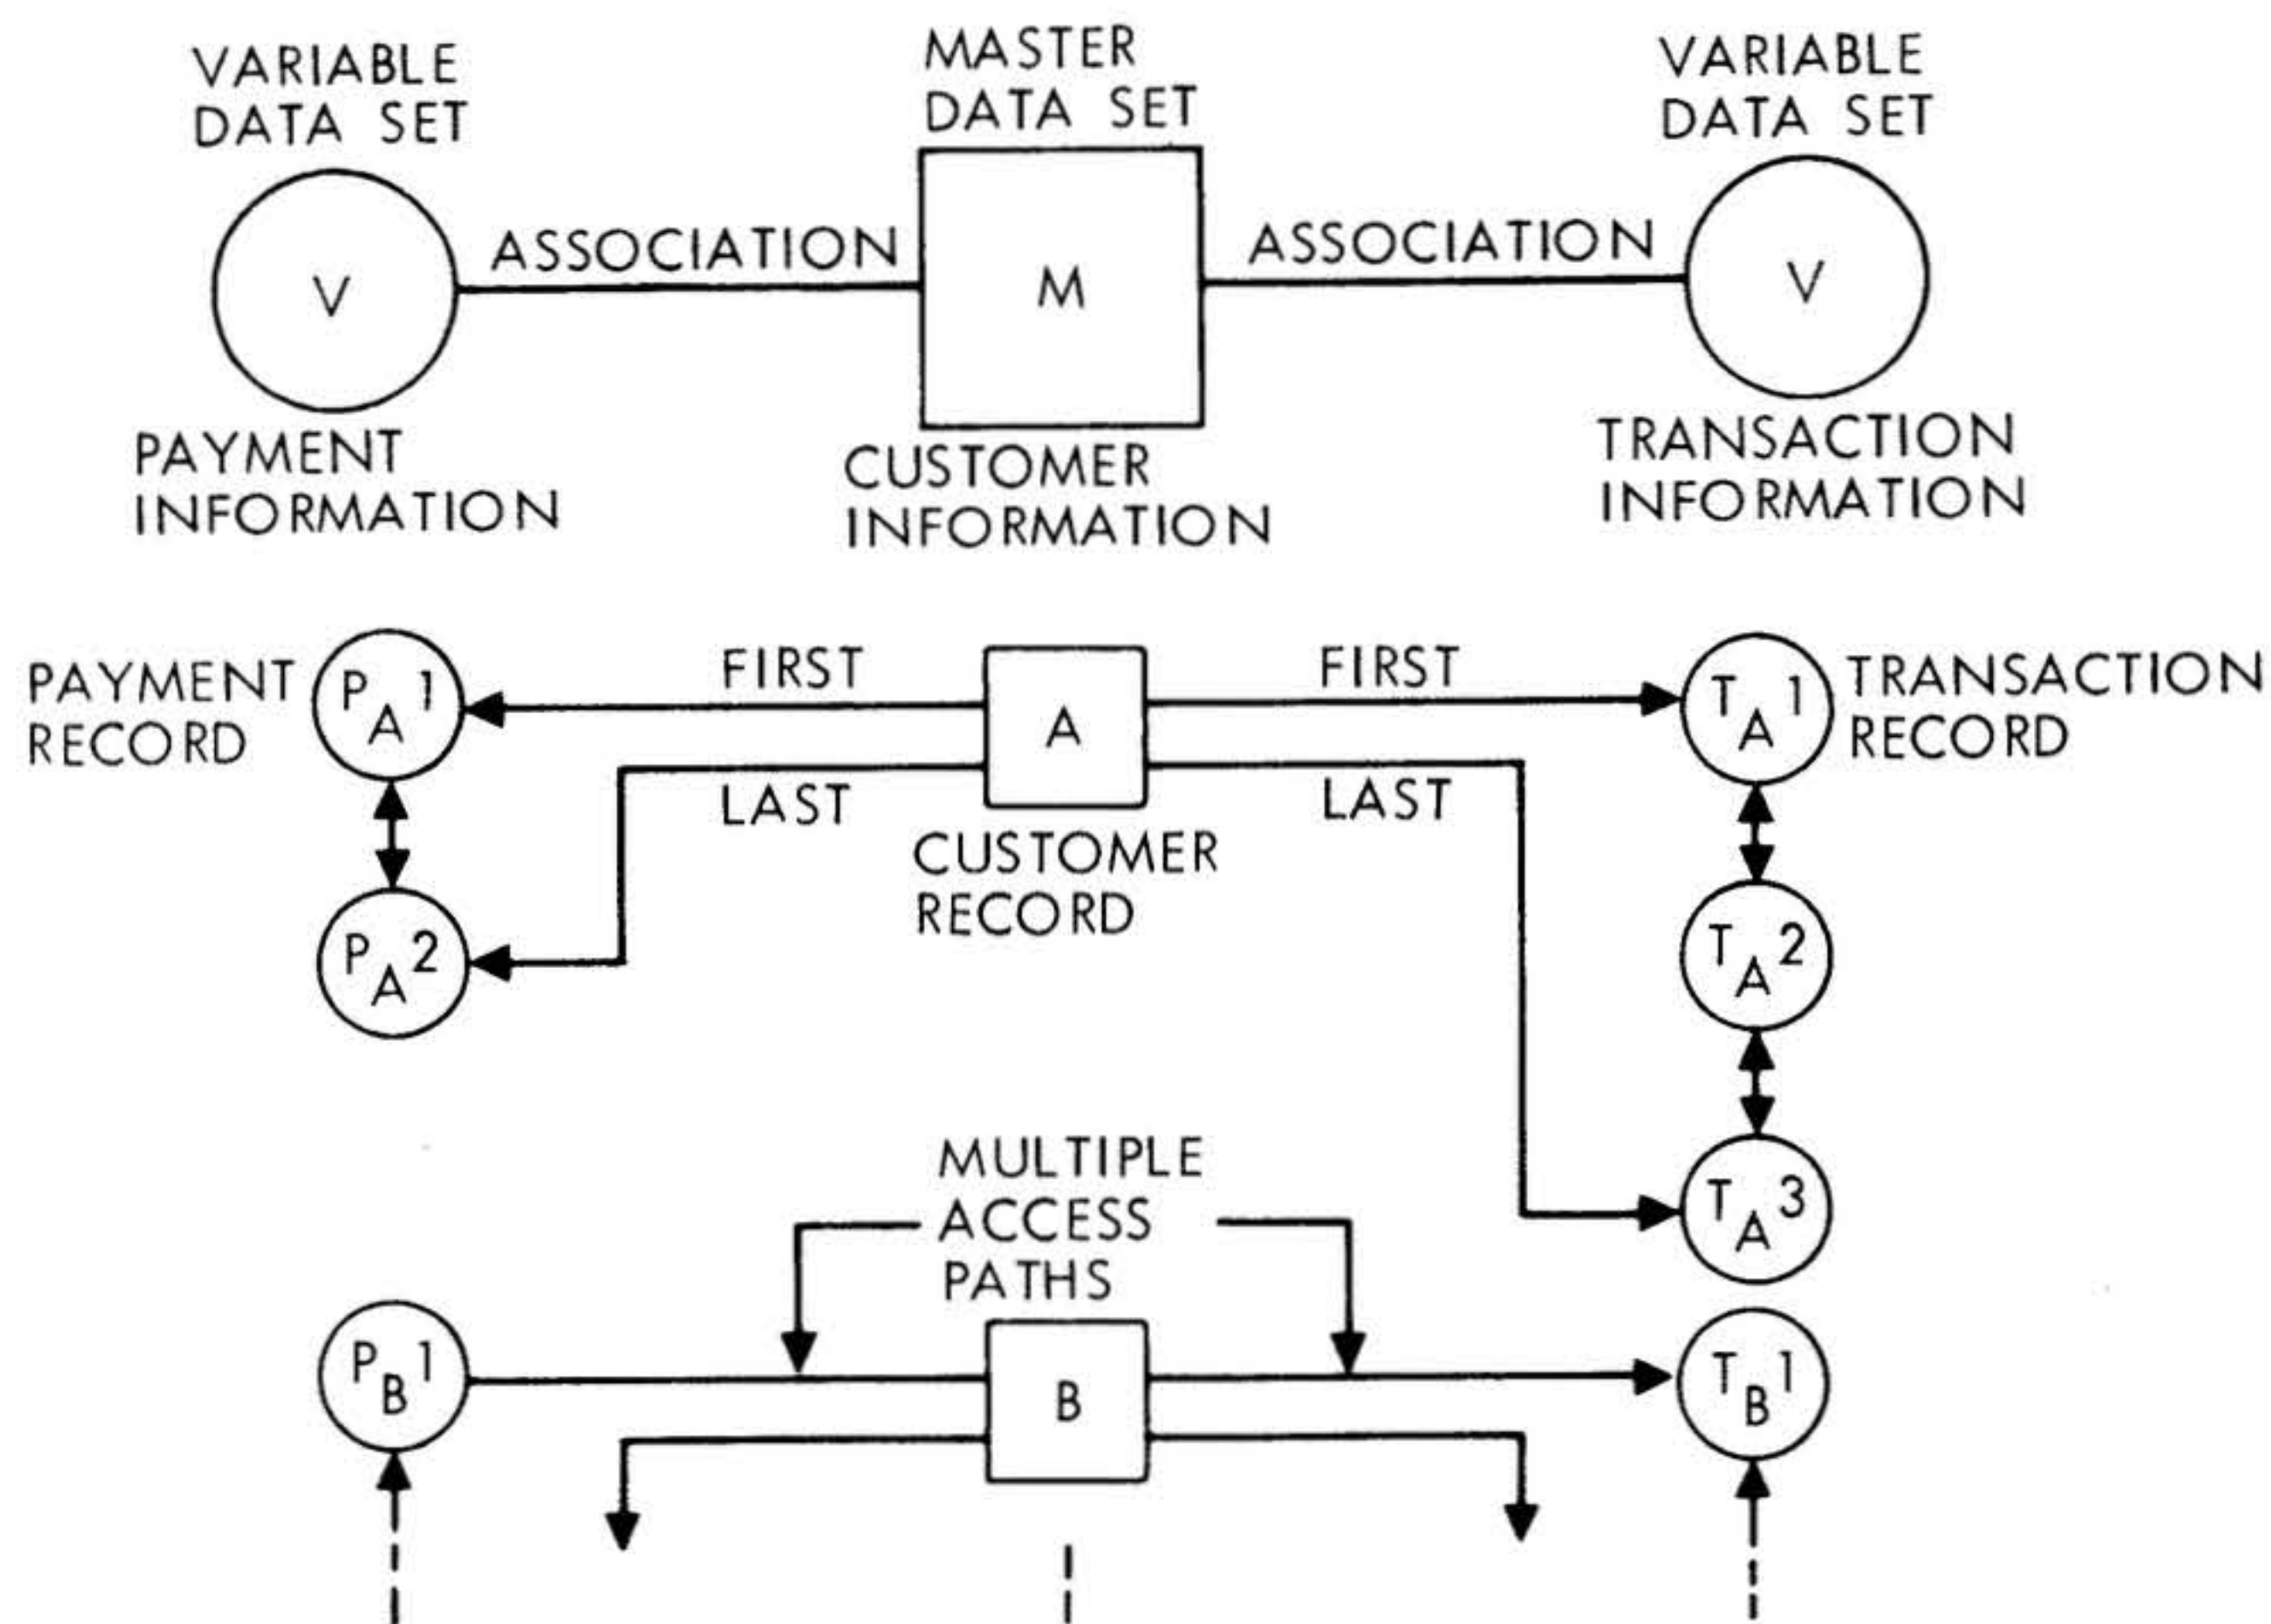 VARIABLE
DATA SET
MASTER
DATA SET
VARIABLE
DATA SET
V
ASSOCIATION
M
ASSOCIATION
V
PAYMENT
INFORMATION
CUSTOMER
INFORMATION
TRANSACTION
INFORMATION
PAYMENT
RECORD
PA1
FIRST
A
FIRST
TA1
TRANSACTION
RECORD
LAST
LAST
CUSTOMER
RECORD
PA2
TA2
MULTIPLE
ACCESS
PATHS
TA3
PB1
B
TB1